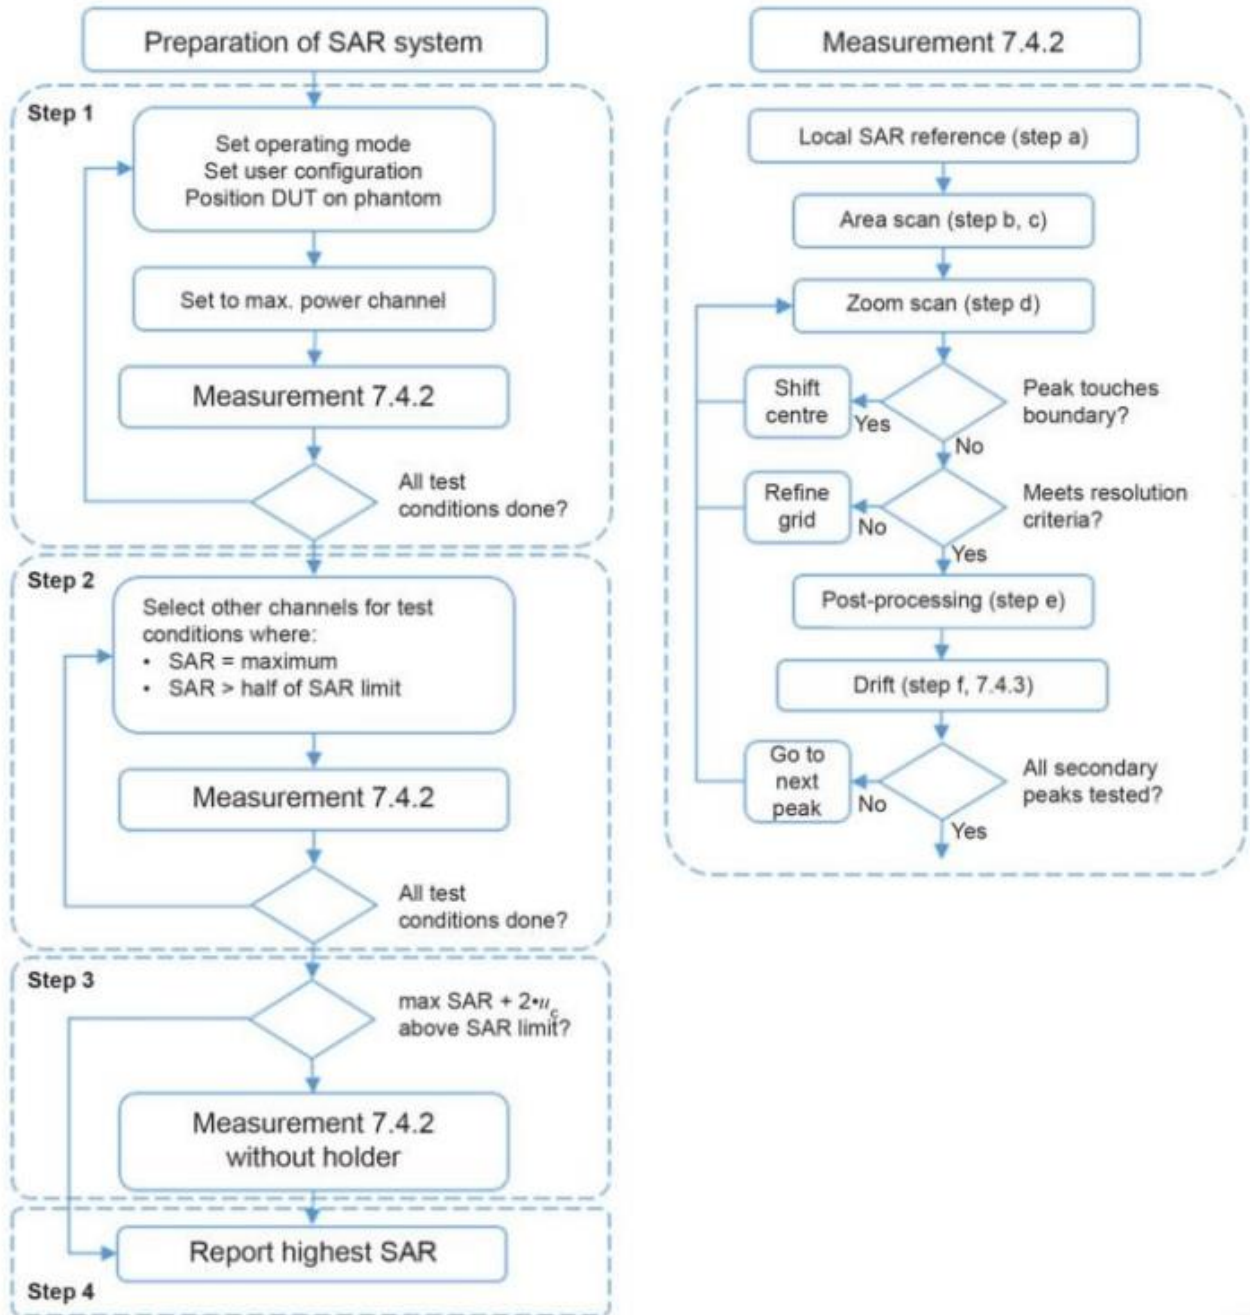 Preparation of SAR system
Step 1
Set operating mode
Set user configuration
Position DUT on phantom
Set to max. power channel
Measurement 7.4.2
All test
conditions done?
Step 2
Select other channels for test
conditions where:
• SAR = maximum
• SAR > half of SAR limit
Measurement 7.4.2
All test
conditions done?
Step 3
max SAR + 2•u_c
above SAR limit?
Measurement 7.4.2
without holder
Report highest SAR
Step 4
Measurement 7.4.2
Local SAR reference (step a)
Area scan (step b, c)
Zoom scan (step d)
Shift
centre
Yes
Peak touches
boundary?
No
Refine
grid
No
Meets resolution
criteria?
Yes
Post-processing (step e)
Drift (step f, 7.4.3)
Go to
next
peak
No
All secondary
peaks tested?
Yes